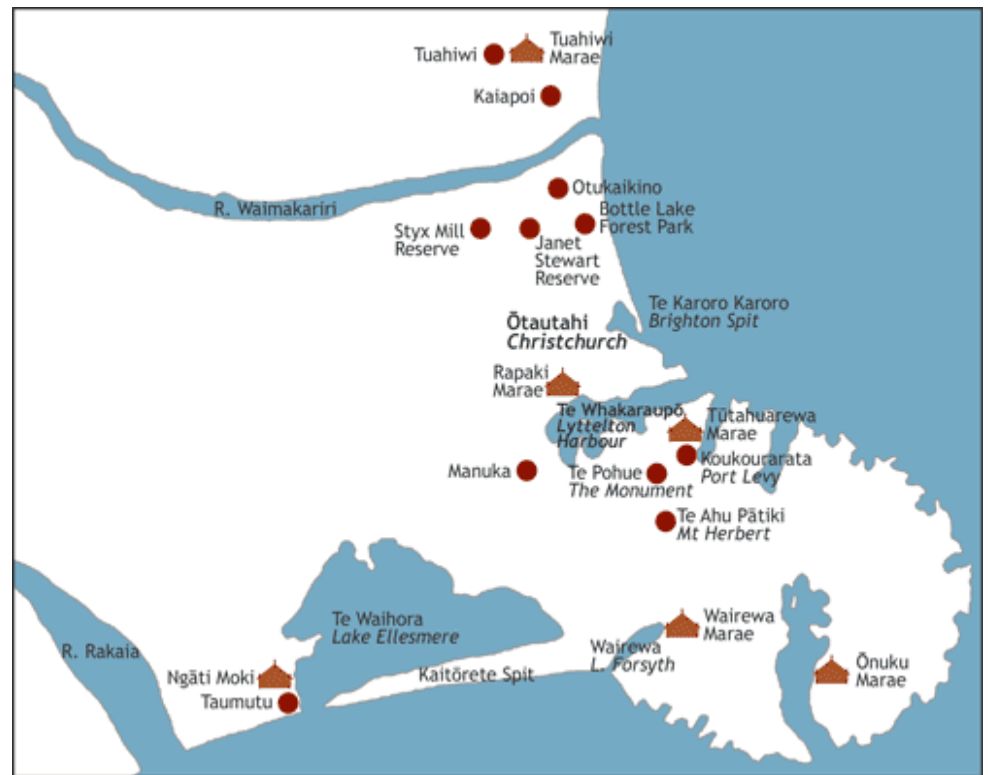 Tuahiwi
Tuahiwi
Marae
Kaiapoi
R. Waimakariri
Otukaikino
Bottle Lake
Forest Park
Styx Mill
Reserve
Janet
Stewart
Reserve
Te Karoro Karoro
Brighton Spit
Ōtautahi
Christchurch
Rapaki
Marae
Te Whakaraupō
Lyttelton
Harbour
Tūtahuarewa
Marae
Manuka
Te Pohue
The Monument
Koukourarata
Port Levy
Te Ahu Pātiki
Mt Herbert
Te Waihora
Lake Ellesmere
Wairewa
Marae
Wairewa
L. Forsyth
R. Rakaia
Ngāti Moki
Kaitōrete Spit
Ōnuku
Marae
Taumutu